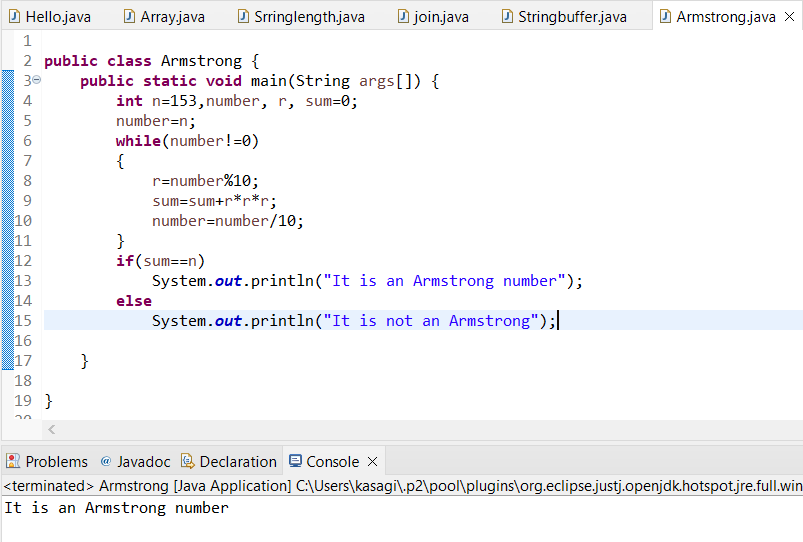 Hello.java Array.java Srringlength.java join.java Stringbuffer.java Armstrong.java
1
2 public class Armstrong {
3 public static void main(String args[]) {
4 int n=153,number, r, sum=0;
5 number=n;
6 while(number!=0)
7 {
8 r=number%10;
9 sum=sum+r*r*r;
10 number=number/10;
11 }
12 if(sum==n)
13 System.out.println("It is an Armstrong number");
14 else
15 System.out.println("It is not an Armstrong");
16
17 }
18
19 }
Problems @ Javadoc Declaration Console
<terminated> Armstrong [Java Application] C:\Users\kasagi\.p2\pool\plugins\org.eclipse.justj.openjdk.hotspot.jre.full.win
It is an Armstrong number